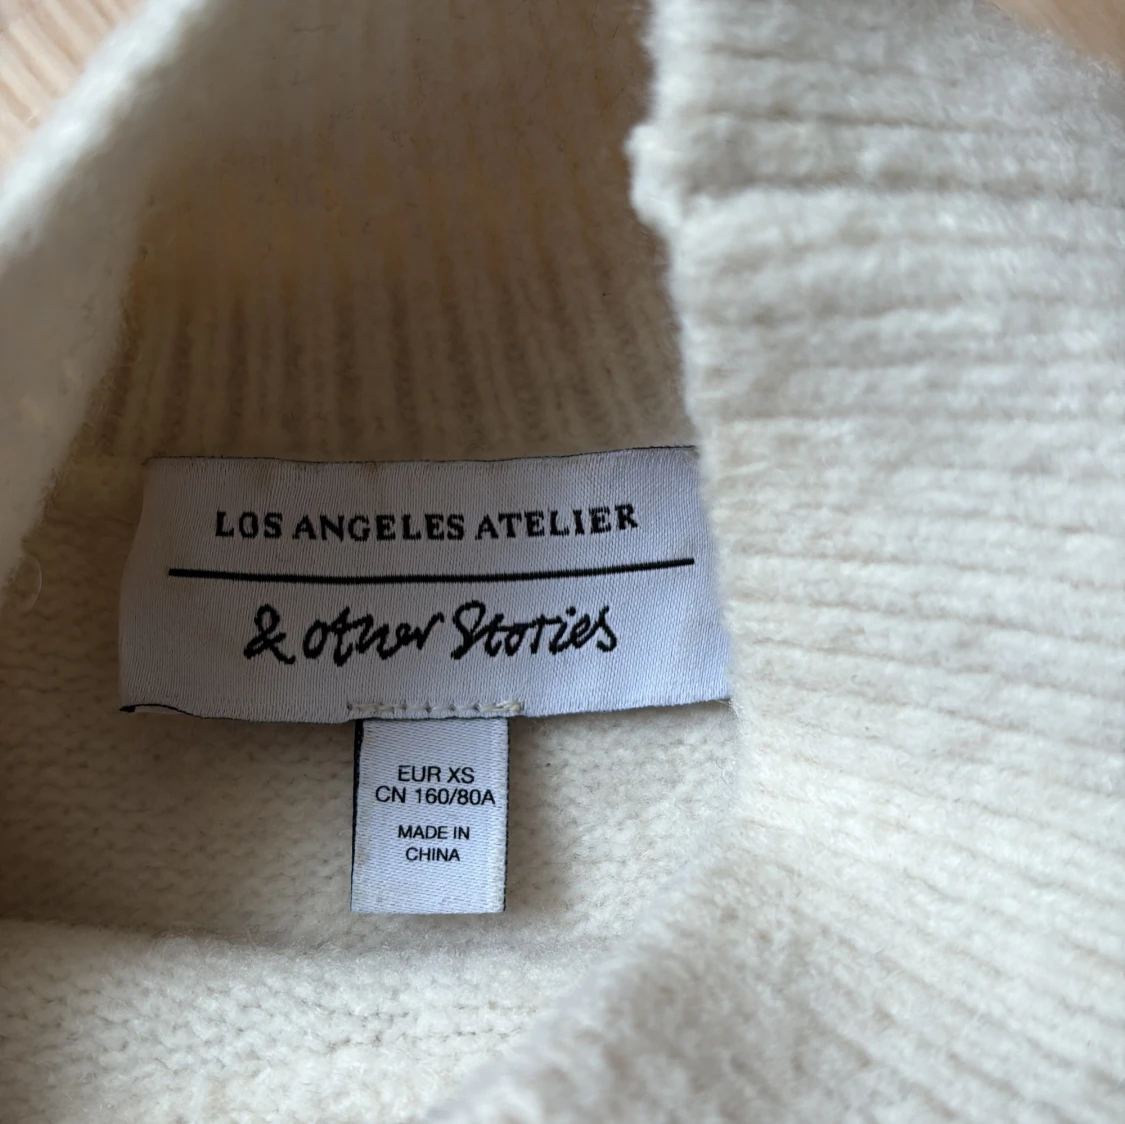 LOS ANGELES ATELIER
& other Stories
EUR XS
CN 160/80A
MADE IN
CHINA